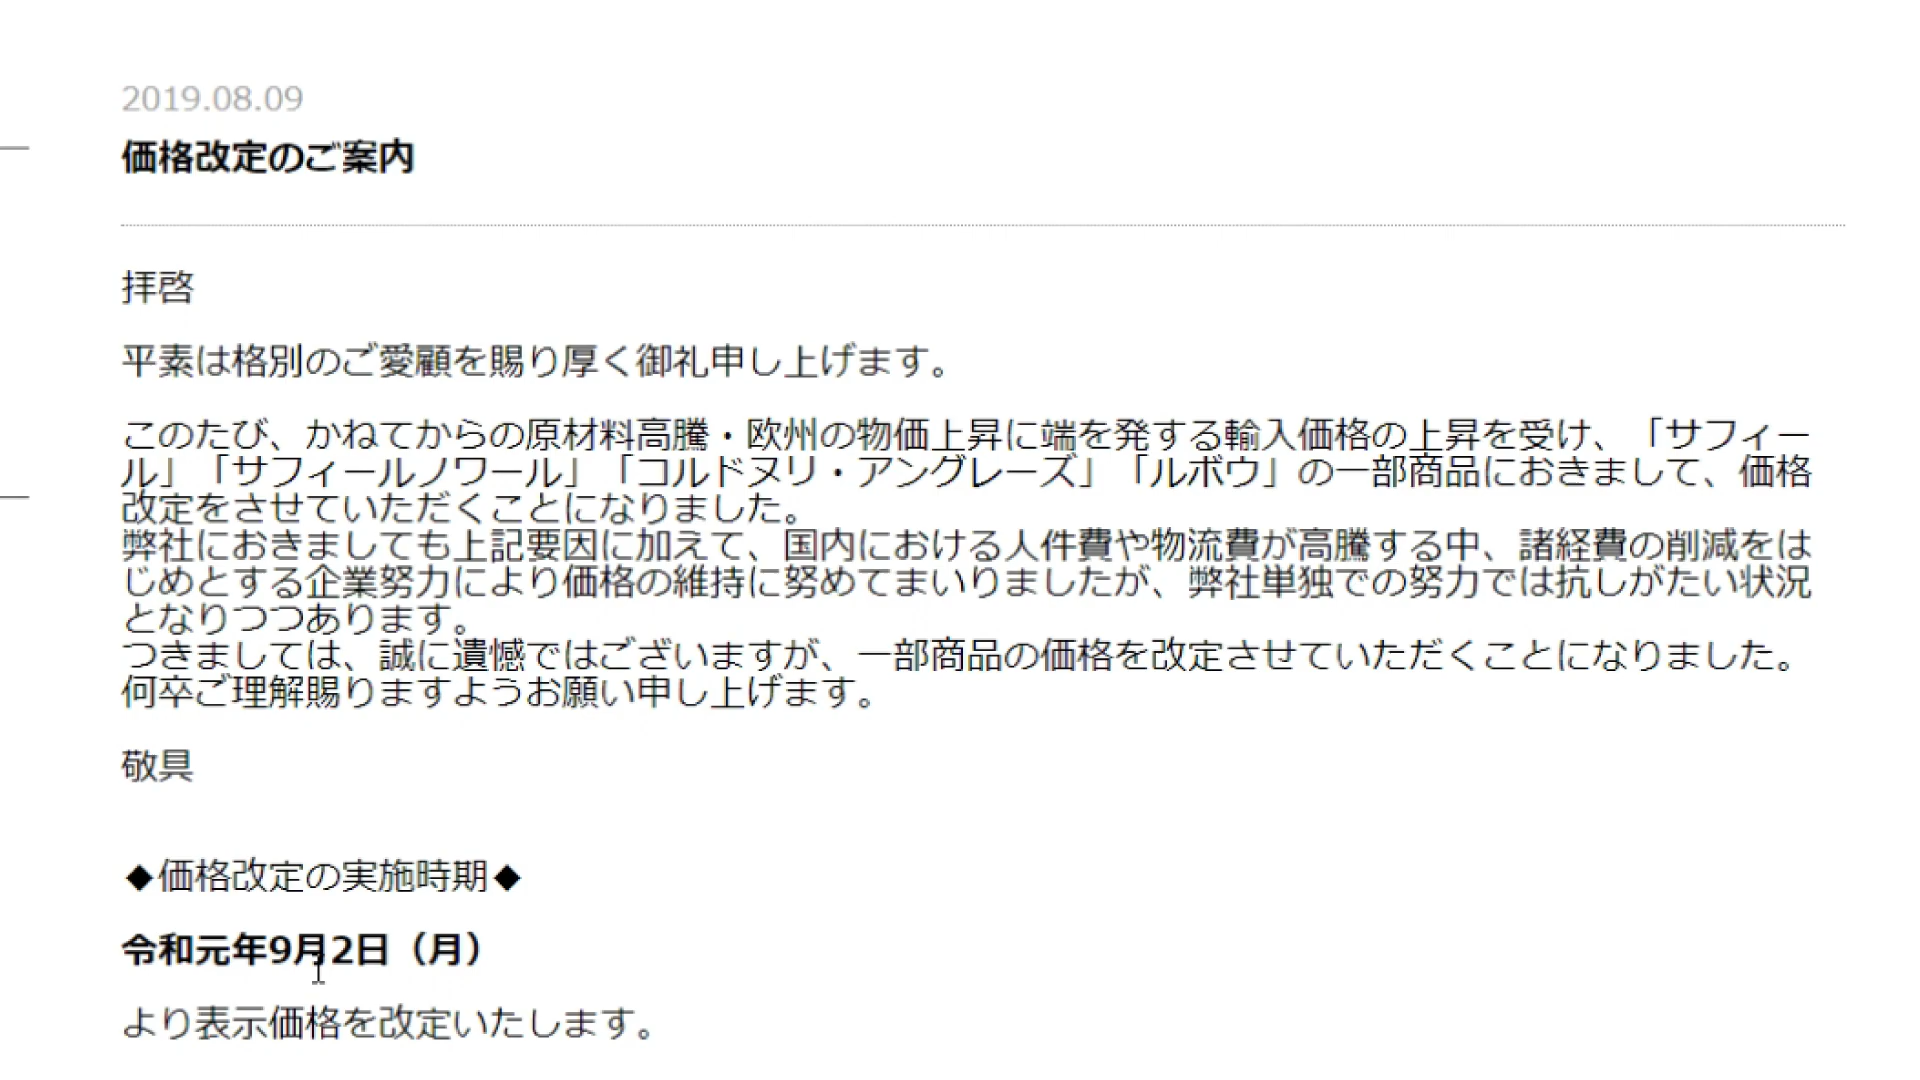 2019.08.09
価格改定のご案内
拝啓
平素は格別のご愛顧を賜り厚く御礼申し上げます。
このたび、かねてからの原材料高騰・欧州の物価上昇に端を発する輸入価格の上昇を受け、「サフィー
ル」「サフィールノワール」「コルドヌリ・アングレーズ」「ルボウ」の一部商品におきまして、価格
改定をさせていただくことになりました。
弊社におきましても上記要因に加えて、国内における人件費や物流費が高騰する中、諸経費の削減をは
じめとする企業努力により価格の維持に努めてまいりましたが、弊社単独での努力では抗しがたい状況
となりつつあります。
つきましては、誠に遺憾ではございますが、一部商品の価格を改定させていただくことになりました。
何卒ご理解賜りますようお願い申し上げます。
敬具
◆価格改定の実施時期◆
令和元年9月2日（月）
より表示価格を改定いたします。